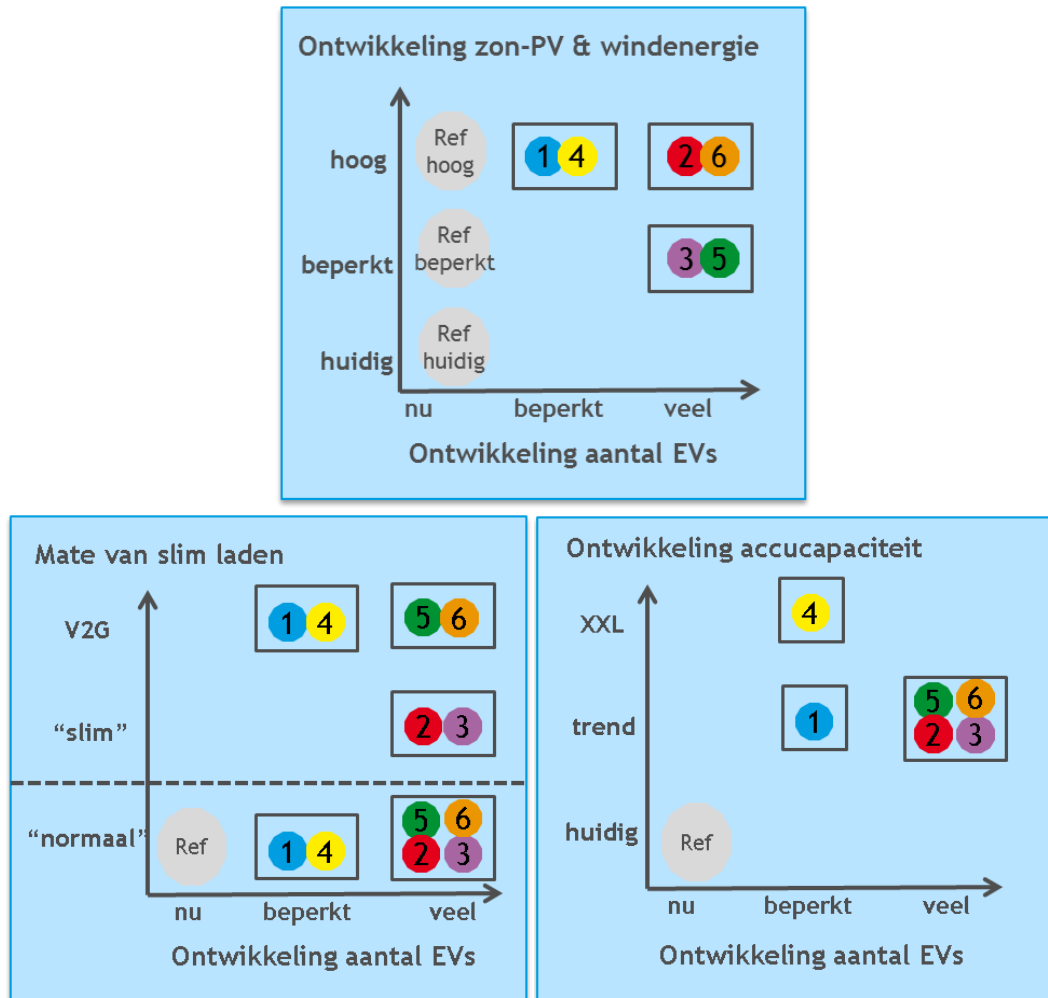 Ontwikkeling zon-PV & windenergie
hoog
Ref
hoog
1 4
2 6
beperkt
Ref
beperkt
3 5
huidig
Ref
huidig
nu beperkt veel
Ontwikkeling aantal EVs
Mate van slim laden
V2G
1 4
5 6
“slim”
2 3
“normaal”
Ref
1 4
5 6
2 3
nu beperkt veel
Ontwikkeling aantal EVs
Ontwikkeling accucapaciteit
XXL
4
trend
1
5 6
2 3
huidig
Ref
nu beperkt veel
Ontwikkeling aantal EVs